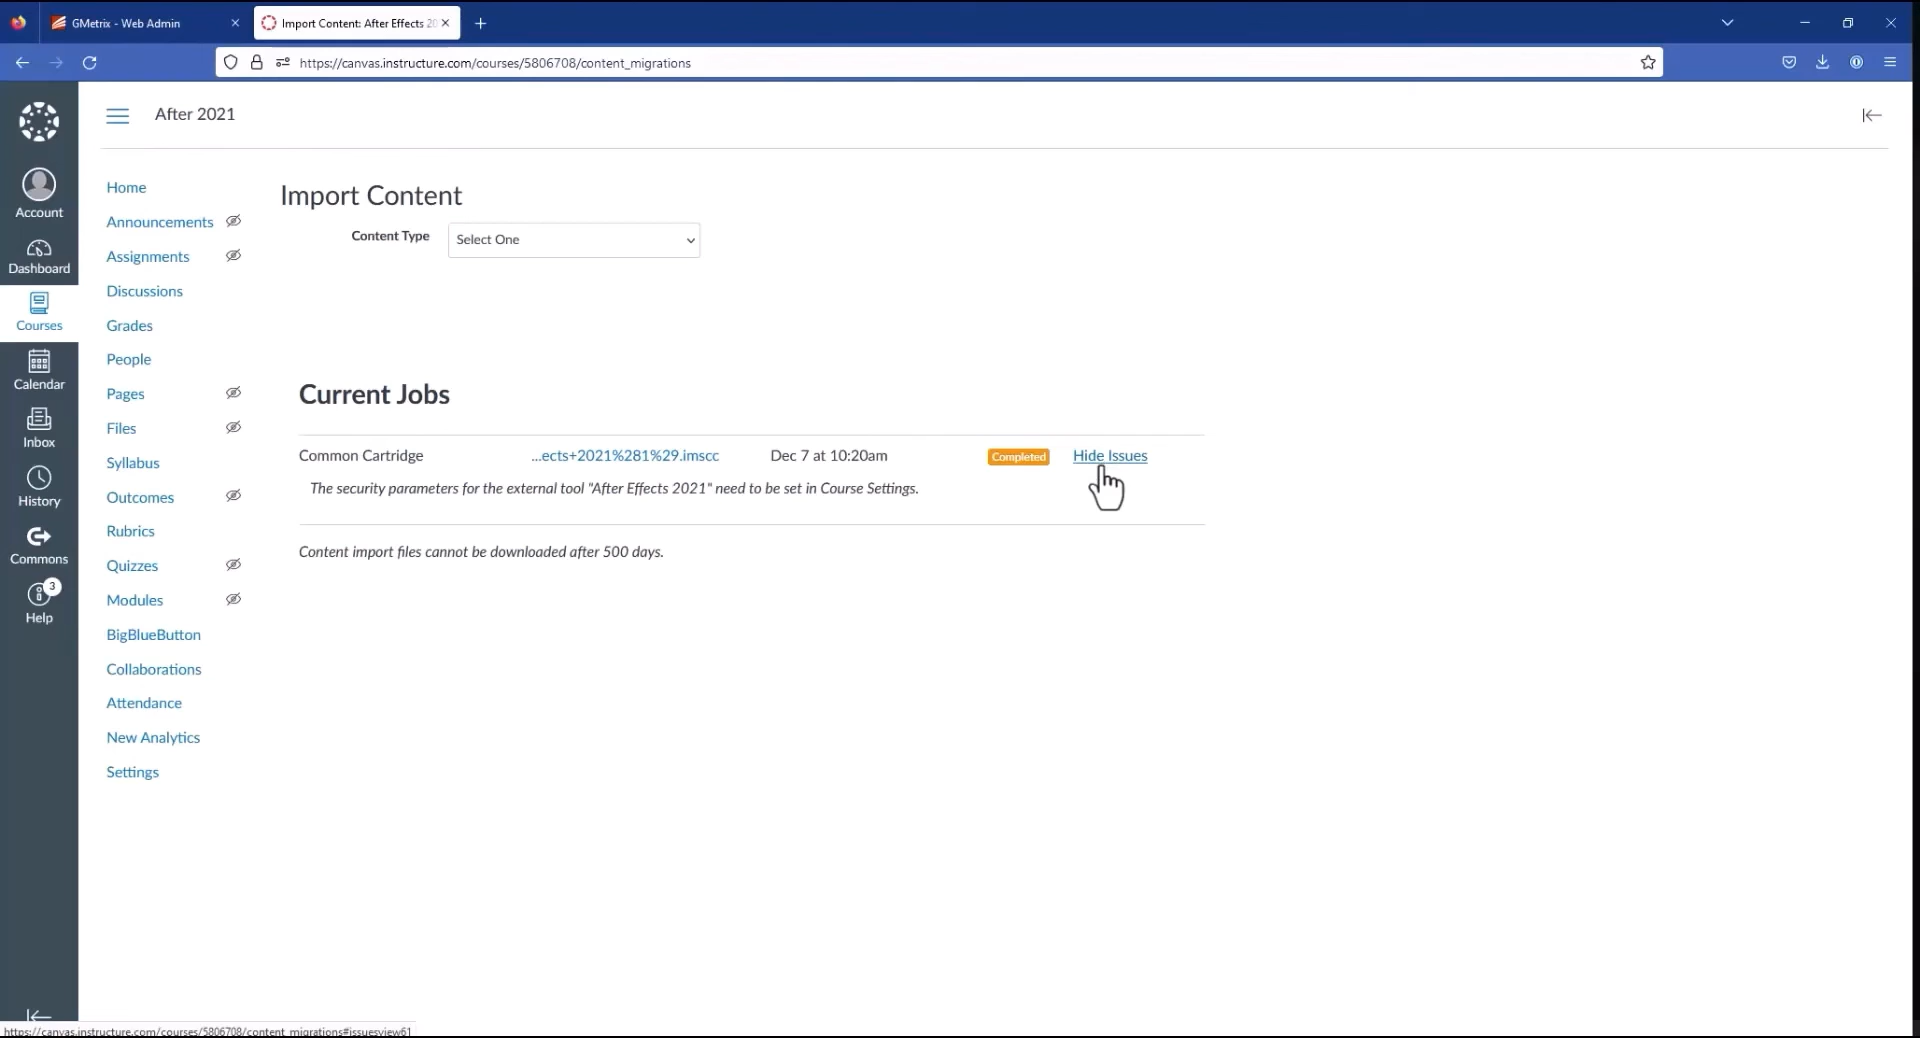 GMetrix - Web Admin
Import Content: After Effects 20
https://canvas.instructure.com/courses/5806708/content_migrations
After 2021
Account
Dashboard
Courses
Calendar
Inbox
History
Commons
3
Help
Home
Announcements
Assignments
Discussions
Grades
People
Pages
Files
Syllabus
Outcomes
Rubrics
Quizzes
Modules
BigBlueButton
Collaborations
Attendance
New Analytics
Settings
Import Content
Content Type Select One
Current Jobs
Common Cartridge ...ects+2021%281%29.imscc Dec 7 at 10:20am Completed Hide Issues
The security parameters for the external tool "After Effects 2021" need to be set in Course Settings.
Content import files cannot be downloaded after 500 days.
https://canvas.instructure.com/courses/5806708/content_migrations#issuesview61